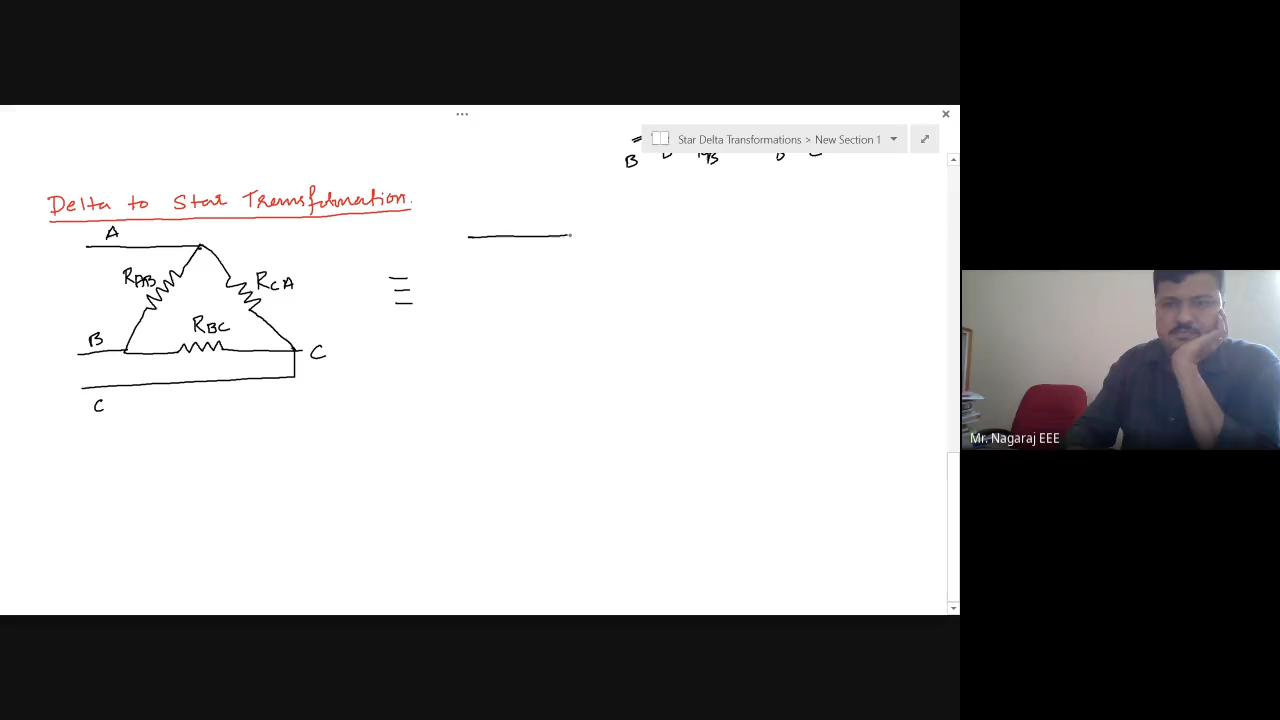 Star Delta Transformations > New Section 1
B
Delta to Star Transformation.
A
RAB
RCA
RBC
B
C
C
Mr. Nagaraj EEE